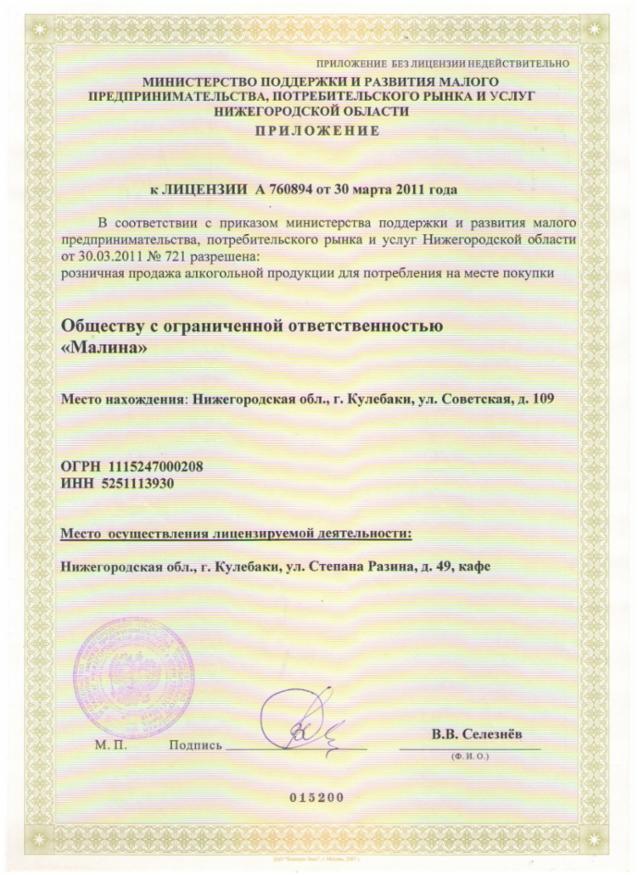 ПРИЛОЖЕНИЕ БЕЗ ЛИЦЕНЗИИ НЕДЕЙСТВИТЕЛЬНО
МИНИСТЕРСТВО ПОДДЕРЖКИ И РАЗВИТИЯ МАЛОГО
ПРЕДПРИНИМАТЕЛЬСТВА, ПОТРЕБИТЕЛЬСКОГО РЫНКА И УСЛУГ
НИЖЕГОРОДСКОЙ ОБЛАСТИ
ПРИЛОЖЕНИЕ
к ЛИЦЕНЗИИ А 760894 от 30 марта 2011 года
В соответствии с приказом министерства поддержки и развития малого
предпринимательства, потребительского рынка и услуг Нижегородской области
от 30.03.2011 № 721 разрешена:
розничная продажа алкогольной продукции для потребления на месте покупки
Обществу с ограниченной ответственностью
«Малина»
Место нахождения: Нижегородская обл., г. Кулебаки, ул. Советская, д. 109
ОГРН 1115247000208
ИНН 5251113930
Место осуществления лицензируемой деятельности:
Нижегородская обл., г. Кулебаки, ул. Степана Разина, д. 49, кафе
В.В. Селезнёв
М. П. Подпись
(Ф. И. О.)
015200